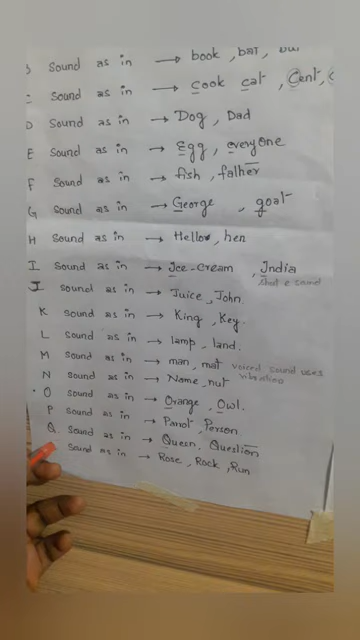 B Sound as in → book, bat, but
C Sound as in → Cook Cat, Cent,
D Sound as in → Dog, Dad
E Sound as in → Egg, everyone
F Sound as in → fish, father
G Sound as in → George, goat
H Sound as in → Hello, hen
I Sound as in → Ice-Cream, India
short e sound
J Sound as in → Juice, John.
K Sound as in → King, Key.
L Sound as in → lamp, land.
M Sound as in → man, mat voiced sound uses vibration
N Sound as in → Name, nut
O Sound as in → Orange, Owl.
P Sound as in → Parot, Person
Q Sound as in → Queen, Question
Sound as in → Rose, Rock, Run